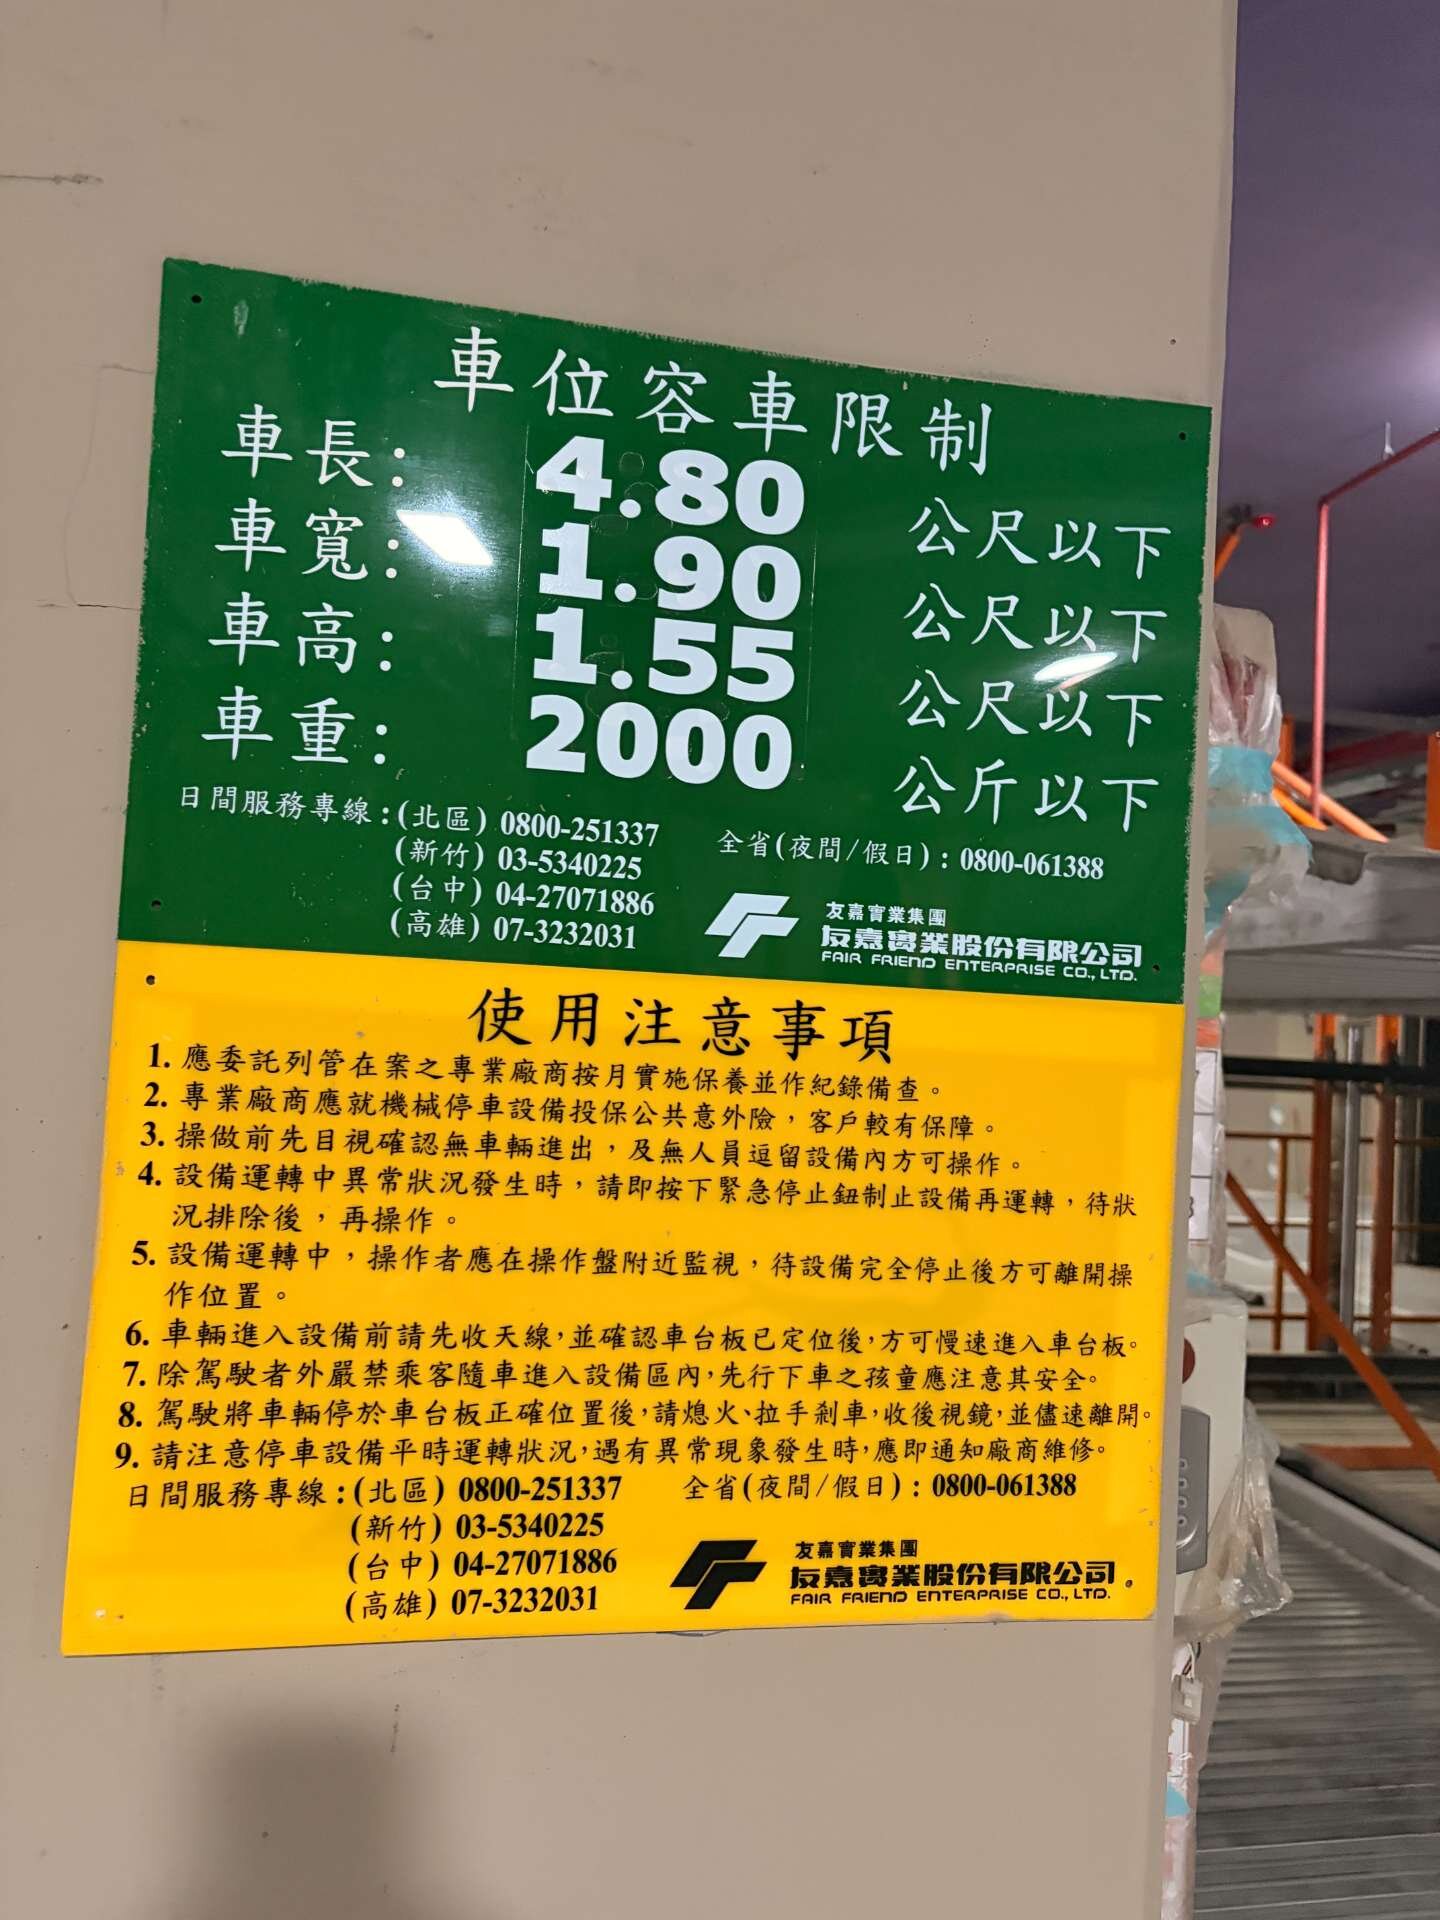 車位容車限制
車長: 4.80 公尺以下
車寬: 1.90 公尺以下
車高: 1.55 公尺以下
車重: 2000 公斤以下
日間服務專線:(北區) 0800-251337 全省(夜間/假日): 0800-061388
(新竹) 03-5340225
(台中) 04-27071886
(高雄) 07-3232031
友嘉實業集團
友嘉實業股份有限公司
FAIR FRIEND ENTERPRISE CO., LTD.
使用注意事項
1. 應委託列管在案之專業廠商按月實施保養並作紀錄備查。
2. 專業廠商應就機械停車設備投保公共意外險，客戶較有保障。
3. 操做前先目視確認無車輛進出，及無人員逗留設備內方可操作。
4. 設備運轉中異常狀況發生時，請即按下緊急停止鈕制止設備再運轉，待狀
況排除後，再操作。
5. 設備運轉中，操作者應在操作盤附近監視，待設備完全停止後方可離開操
作位置。
6. 車輛進入設備前請先收天線，並確認車台板已定位後，方可慢速進入車台板。
7. 除駕駛者外嚴禁乘客隨車進入設備區內，先行下車之孩童應注意其安全。
8. 駕駛將車輛停於車台板正確位置後，請熄火、拉手剎車，收後視鏡，並儘速離開。
9. 請注意停車設備平時運轉狀況，遇有異常現象發生時，應即通知廠商維修。
日間服務專線:(北區) 0800-251337 全省(夜間/假日): 0800-061388
(新竹) 03-5340225
(台中) 04-27071886
(高雄) 07-3232031
友嘉實業集團
友嘉實業股份有限公司
FAIR FRIEND ENTERPRISE CO., LTD.